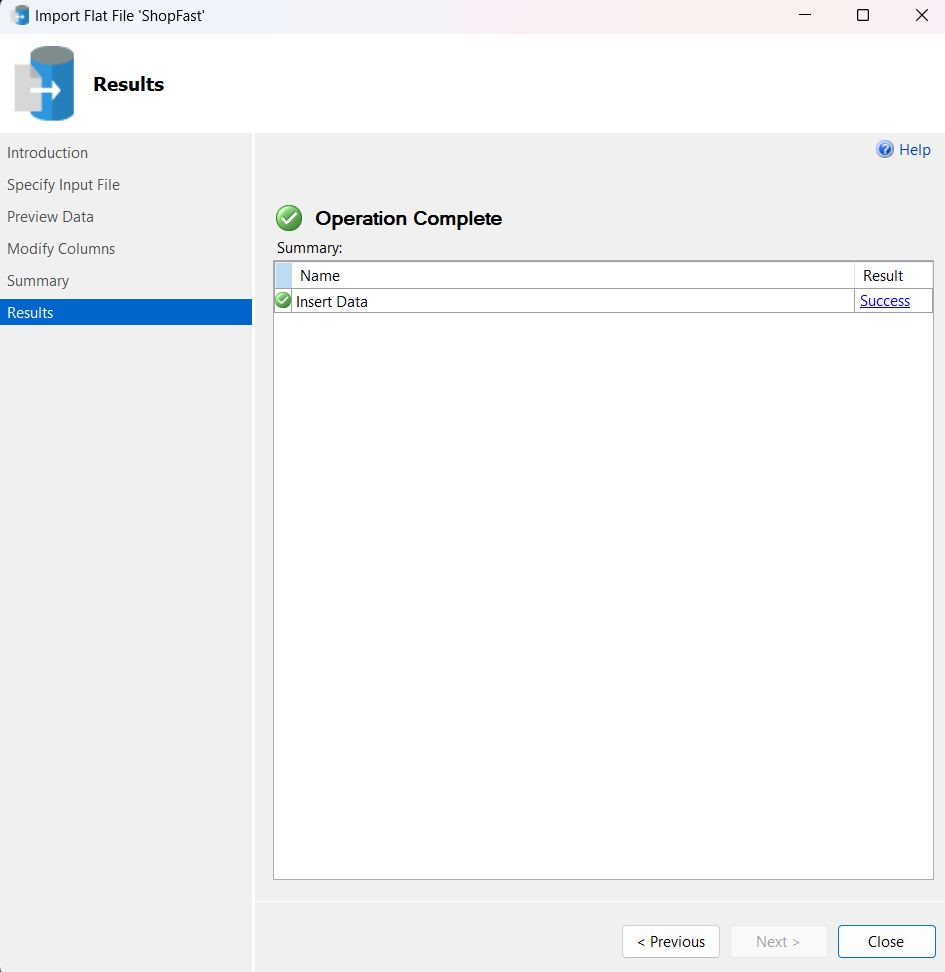 Import Flat File 'ShopFast'
Results
Introduction
Specify Input File
Preview Data
Modify Columns
Summary
Results
Help
Operation Complete
Summary:
Name Result
Insert Data Success
< Previous Next > Close